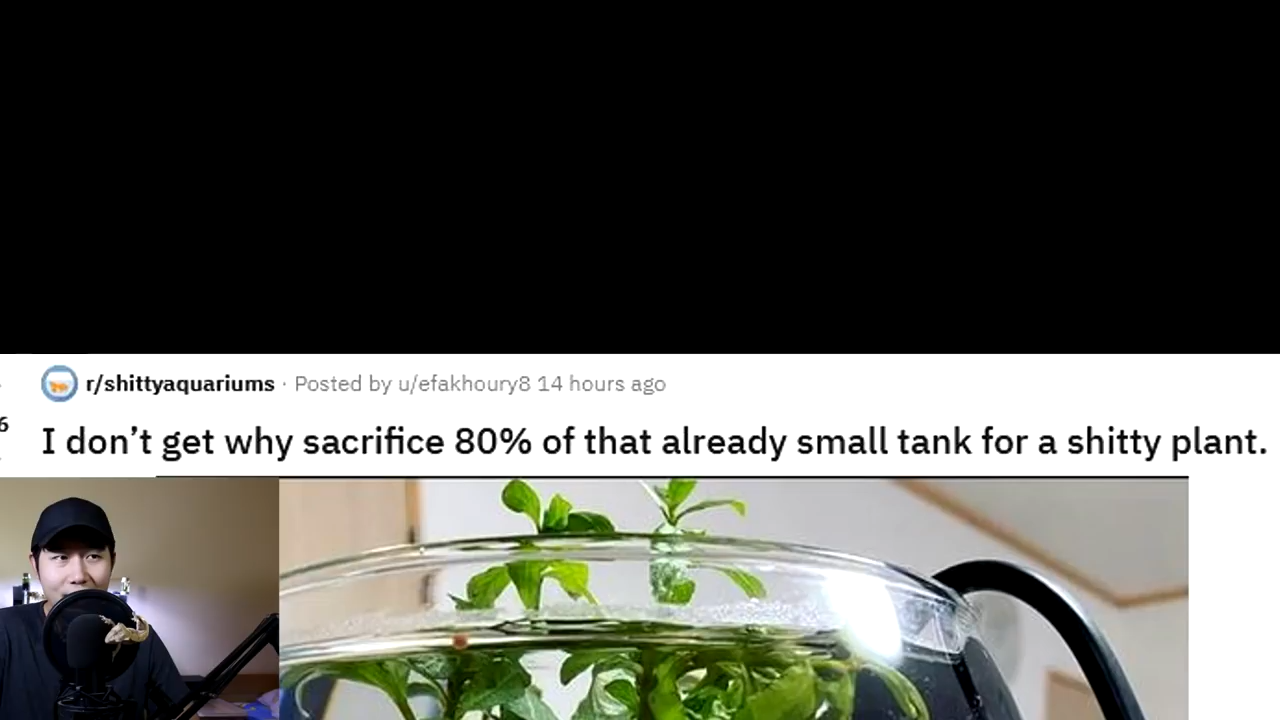 r/shittyaquariums · Posted by u/efakhoury8 14 hours ago
6
I don’t get why sacrifice 80% of that already small tank for a shitty plant.